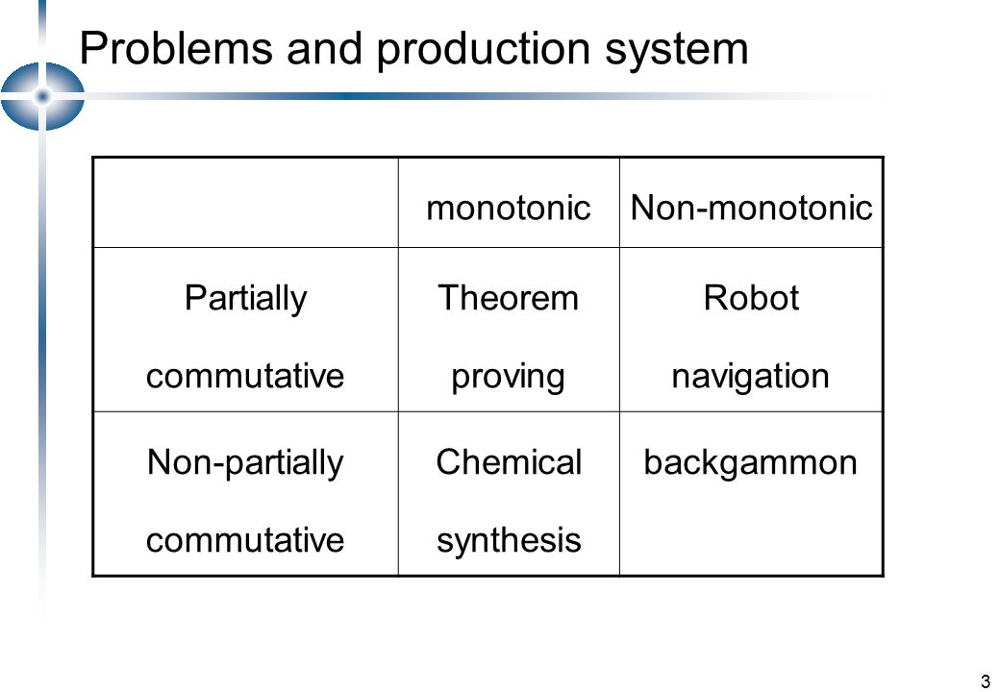 Problems and production system
monotonic Non-monotonic
Partially Theorem Robot
commutative proving navigation
Non-partially Chemical backgammon
commutative synthesis
3